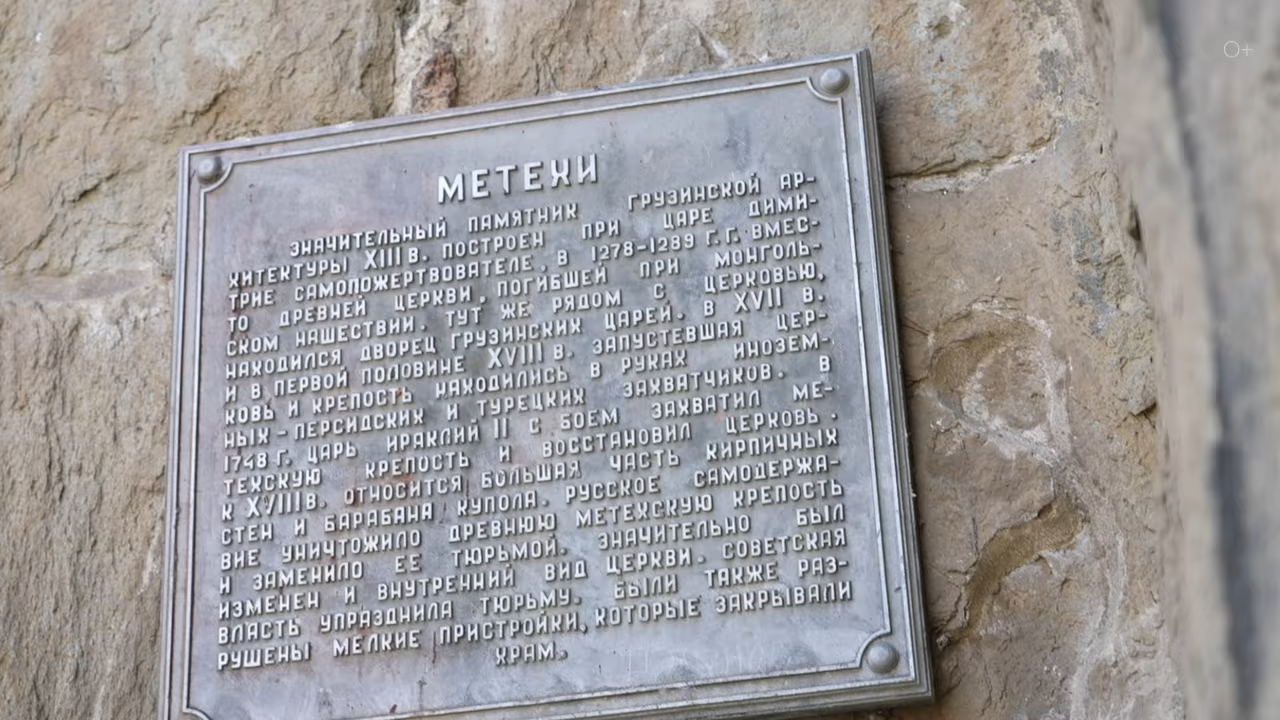 0+
МЕТЕХИ
ЗНАЧИТЕЛЬНЫЙ ПАМЯТНИК ГРУЗИНСКОЙ АР-
ХИТЕКТУРЫ XIII В. ПОСТРОЕН ПРИ ЦАРЕ ДИМИ-
ТРИЕ САМОПОЖЕРТВОВАТЕЛЕ. В 1278-1289 Г.Г. ВМЕС-
ТО ДРЕВНЕЙ ЦЕРКВИ, ПОГИБШЕЙ ПРИ МОНГОЛЬ-
СКОМ НАШЕСТВИИ. ТУТ ЖЕ РЯДОМ С ЦЕРКОВЬЮ,
НАХОДИЛСЯ ДВОРЕЦ ГРУЗИНСКИХ ЦАРЕЙ. В XVII В.
И В ПЕРВОЙ ПОЛОВИНЕ XVIII В. ЗАПУСТЕВШАЯ ЦЕР-
КОВЬ И КРЕПОСТЬ НАХОДИЛИСЬ В РУКАХ ИНОЗЕМ-
НЫХ - ПЕРСИДСКИХ И ТУРЕЦКИХ ЗАХВАТЧИКОВ. В
1748 Г. ЦАРЬ ИРАКЛИЙ II С БОЕМ ЗАХВАТИЛ МЕ-
ТЕХСКУЮ КРЕПОСТЬ И ВОССТАНОВИЛ ЦЕРКОВЬ.
К XVIII В. ОТНОСИТСЯ БОЛЬШАЯ ЧАСТЬ КИРПИЧНЫХ
СТЕН И БАРАБАНА КУПОЛА. РУССКОЕ САМОДЕРЖА-
ВИЕ УНИЧТОЖИЛО ДРЕВНЮЮ МЕТЕХСКУЮ КРЕПОСТЬ
И ЗАМЕНИЛО ЕЕ ТЮРЬМОЙ. ЗНАЧИТЕЛЬНО БЫЛ
ИЗМЕНЕН И ВНУТРЕННИЙ ВИД ЦЕРКВИ. СОВЕТСКАЯ
ВЛАСТЬ УПРАЗДНИЛА ТЮРЬМУ. БЫЛИ ТАКЖЕ РАЗ-
РУШЕНЫ МЕЛКИЕ ПРИСТРОЙКИ, КОТОРЫЕ ЗАКРЫВАЛИ
ХРАМ.